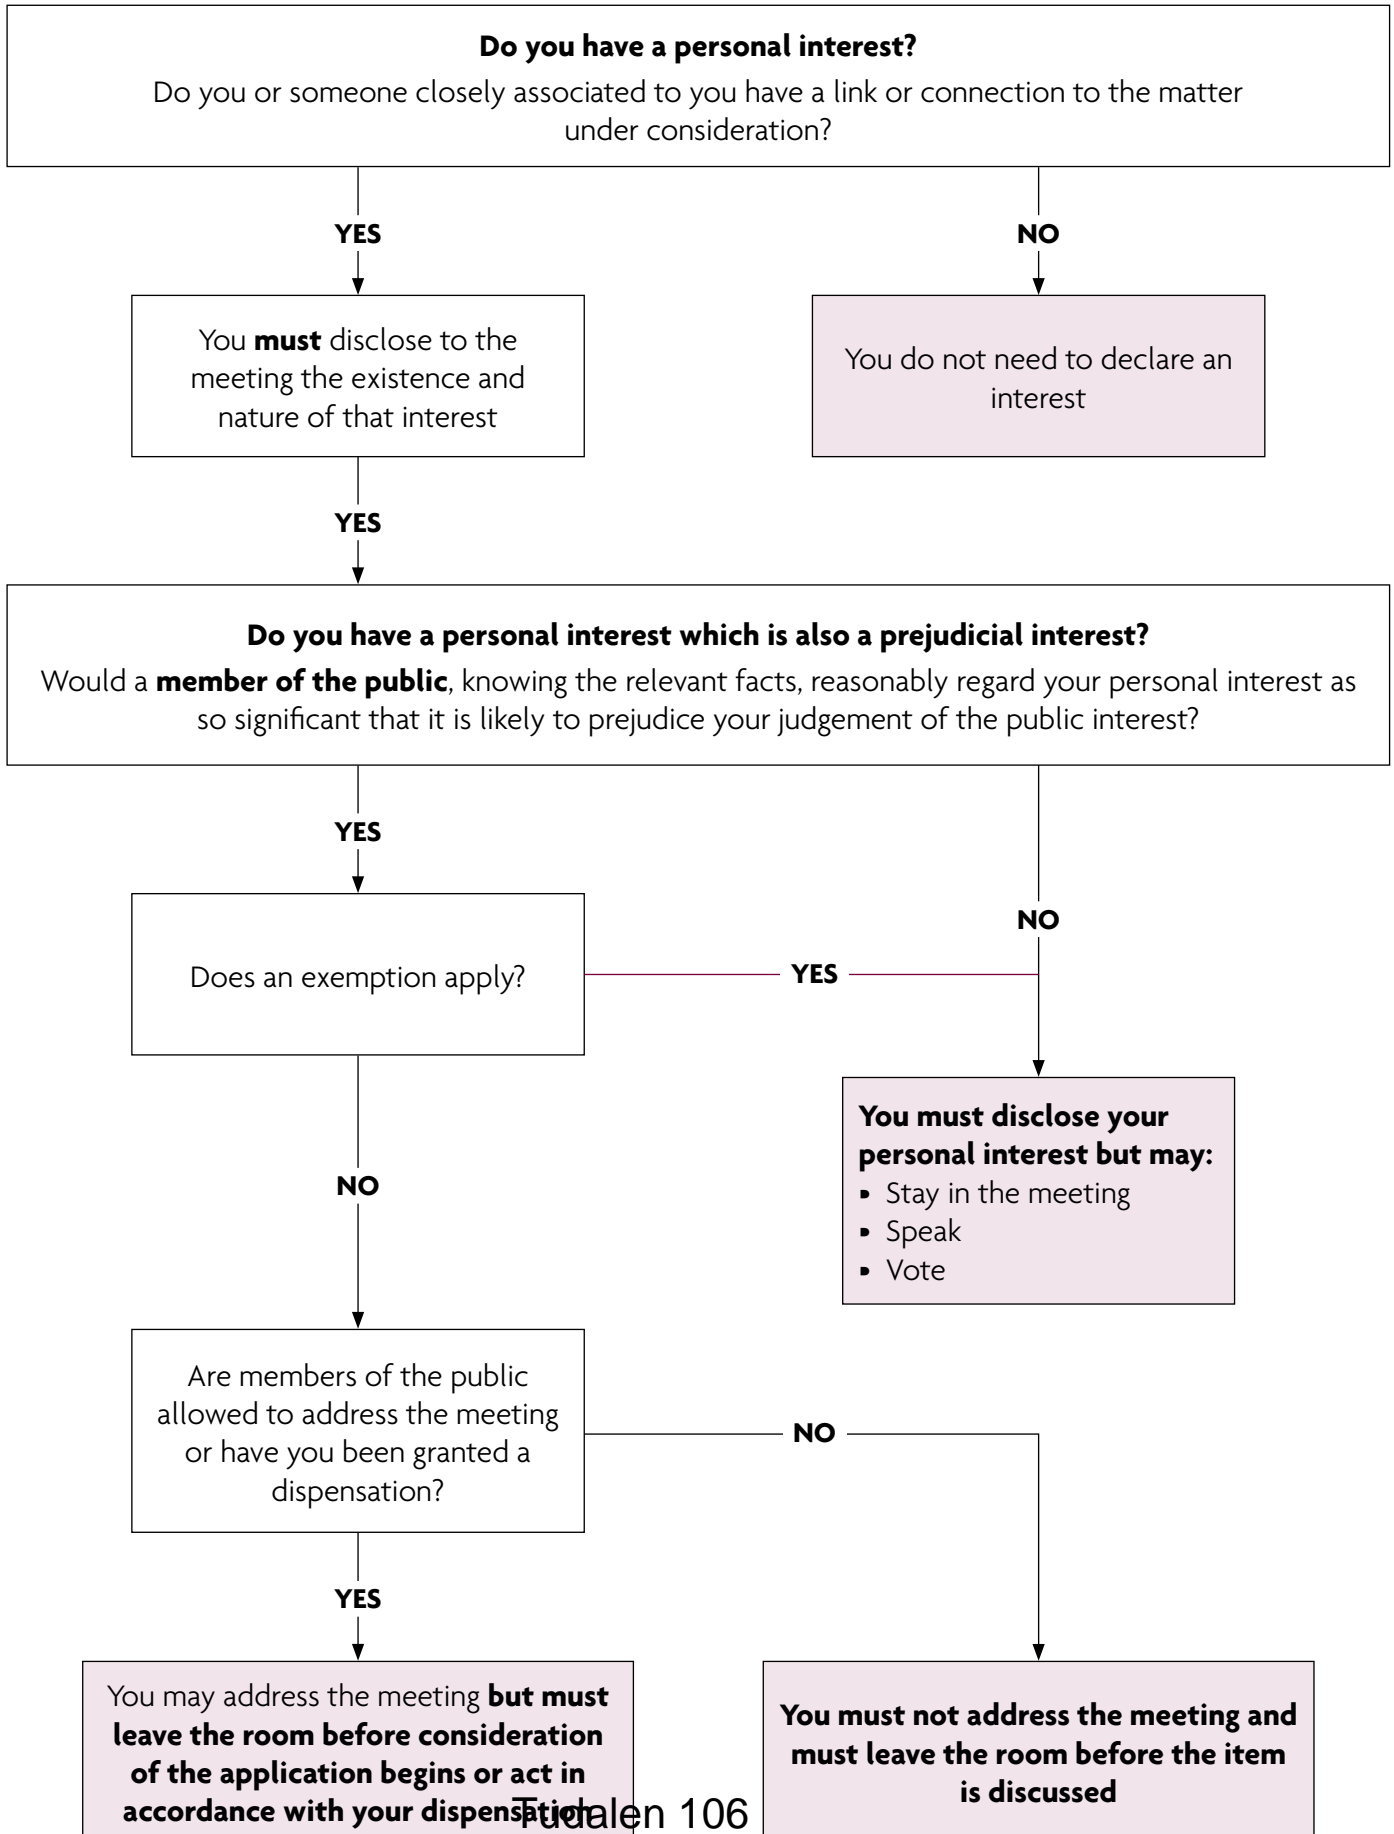 Do you have a personal interest?
Do you or someone closely associated to you have a link or connection to the matter
under consideration?
YES
NO
You must disclose to the
meeting the existence and
nature of that interest
You do not need to declare an
interest
YES
Do you have a personal interest which is also a prejudicial interest?
Would a member of the public, knowing the relevant facts, reasonably regard your personal interest as
so significant that it is likely to prejudice your judgement of the public interest?
YES
NO
Does an exemption apply?
YES
You must disclose your
personal interest but may:
• Stay in the meeting
• Speak
• Vote
NO
Are members of the public
allowed to address the meeting
or have you been granted a
dispensation?
NO
YES
You may address the meeting but must
leave the room before consideration
of the application begins or act in
accordance with your dispensation
You must not address the meeting and
must leave the room before the item
is discussed
Tudalen 106